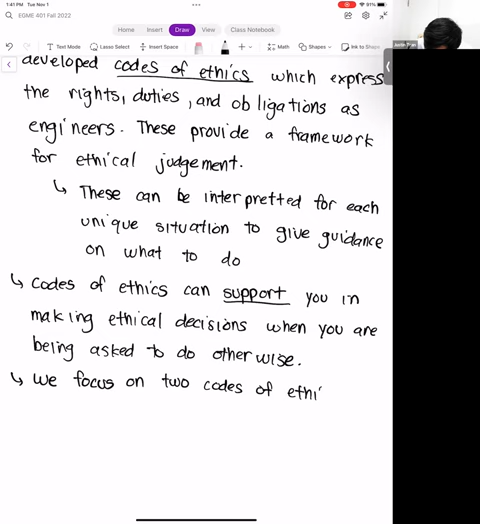 1:41 PM Tue Nov 1
91%
EGME 401 Fall 2022
Home Insert Draw View Class Notebook
Text Mode Lasso Select Insert Space Math Shapes Ink to Shape
developed codes of ethics which express
the rights, duties, and obligations as
engineers. These provide a framework
for ethical judgement.
↳ These can be interpretted for each
unique situation to give guidance
on what to do
↳ Codes of ethics can support you in
making ethical decisions when you are
being asked to do otherwise.
↳ We focus on two codes of ethi